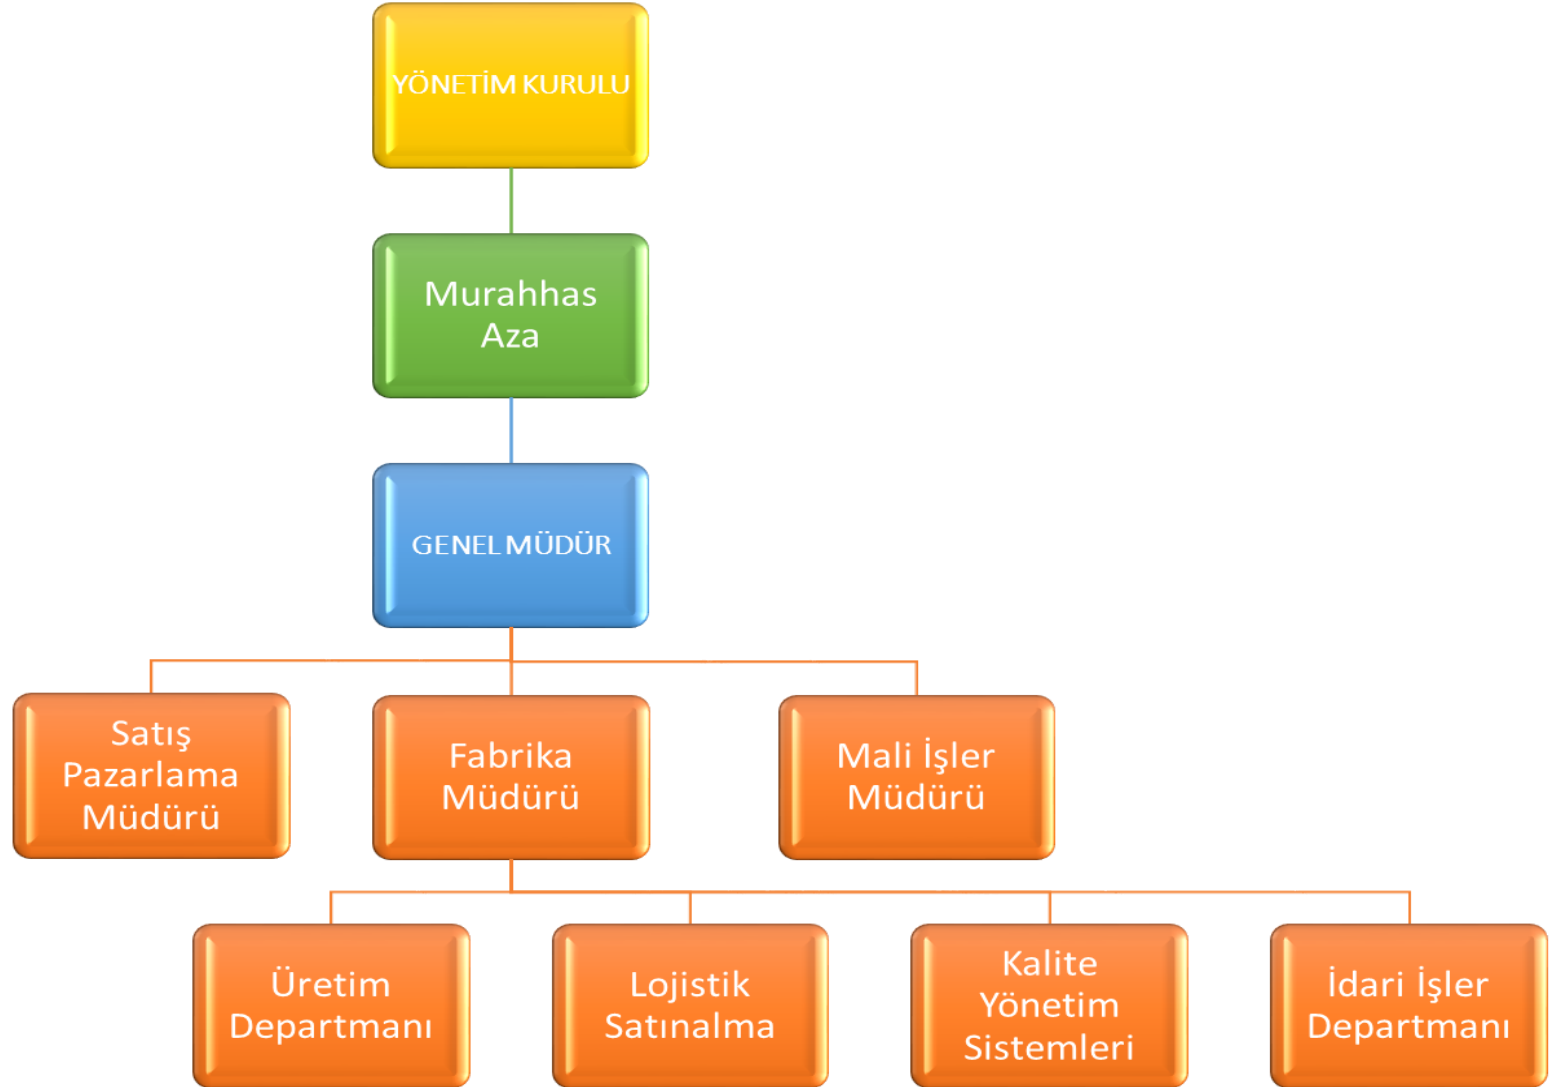 YÖNETİM KURULU
Murahhas
Aza
GENEL MÜDÜR
Satış
Pazarlama
Müdürü
Fabrika
Müdürü
Mali İşler
Müdürü
Üretim
Departmanı
Lojistik
Satınalma
Kalite
Yönetim
Sistemleri
İdari İşler
Departmanı